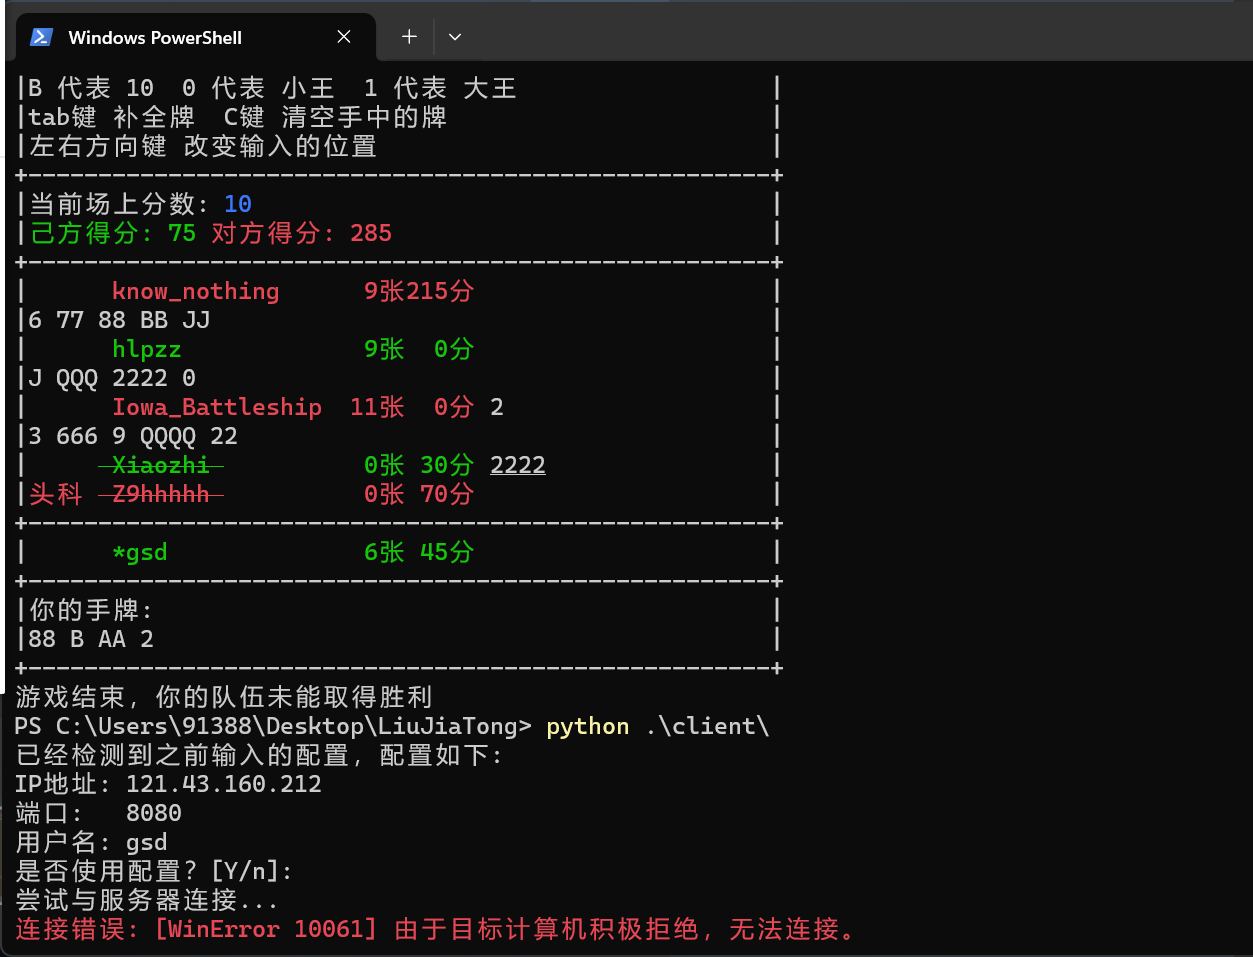 Windows PowerShell
|B 代表 10  0 代表 小王  1 代表 大王 |
|tab键 补全牌  C键 清空手中的牌 |
|左右方向键 改变输入的位置 |
+-----------------------------------------------------+
|当前场上分数: 10 |
|己方得分: 75 对方得分: 285 |
+-----------------------------------------------------+
| know_nothing 9张215分 |
|6 77 88 BB JJ |
| hlpzz 9张 0分 |
|J QQQ 2222 0 |
| Iowa_Battleship 11张 0分 2 |
|3 666 9 QQQQ 22 |
| Xiaozhi 0张 30分 2222 |
|头科 Z9hhhhh 0张 70分 |
+-----------------------------------------------------+
| *gsd 6张 45分 |
+-----------------------------------------------------+
|你的手牌: |
|88 B AA 2 |
+-----------------------------------------------------+
游戏结束, 你的队伍未能取得胜利
PS C:\Users\91388\Desktop\LiuJiaTong> python .\client\
已经检测到之前输入的配置, 配置如下:
IP地址: 121.43.160.212
端口:   8080
用户名: gsd
是否使用配置? [Y/n]:
尝试与服务器连接...
连接错误: [WinError 10061] 由于目标计算机积极拒绝, 无法连接。